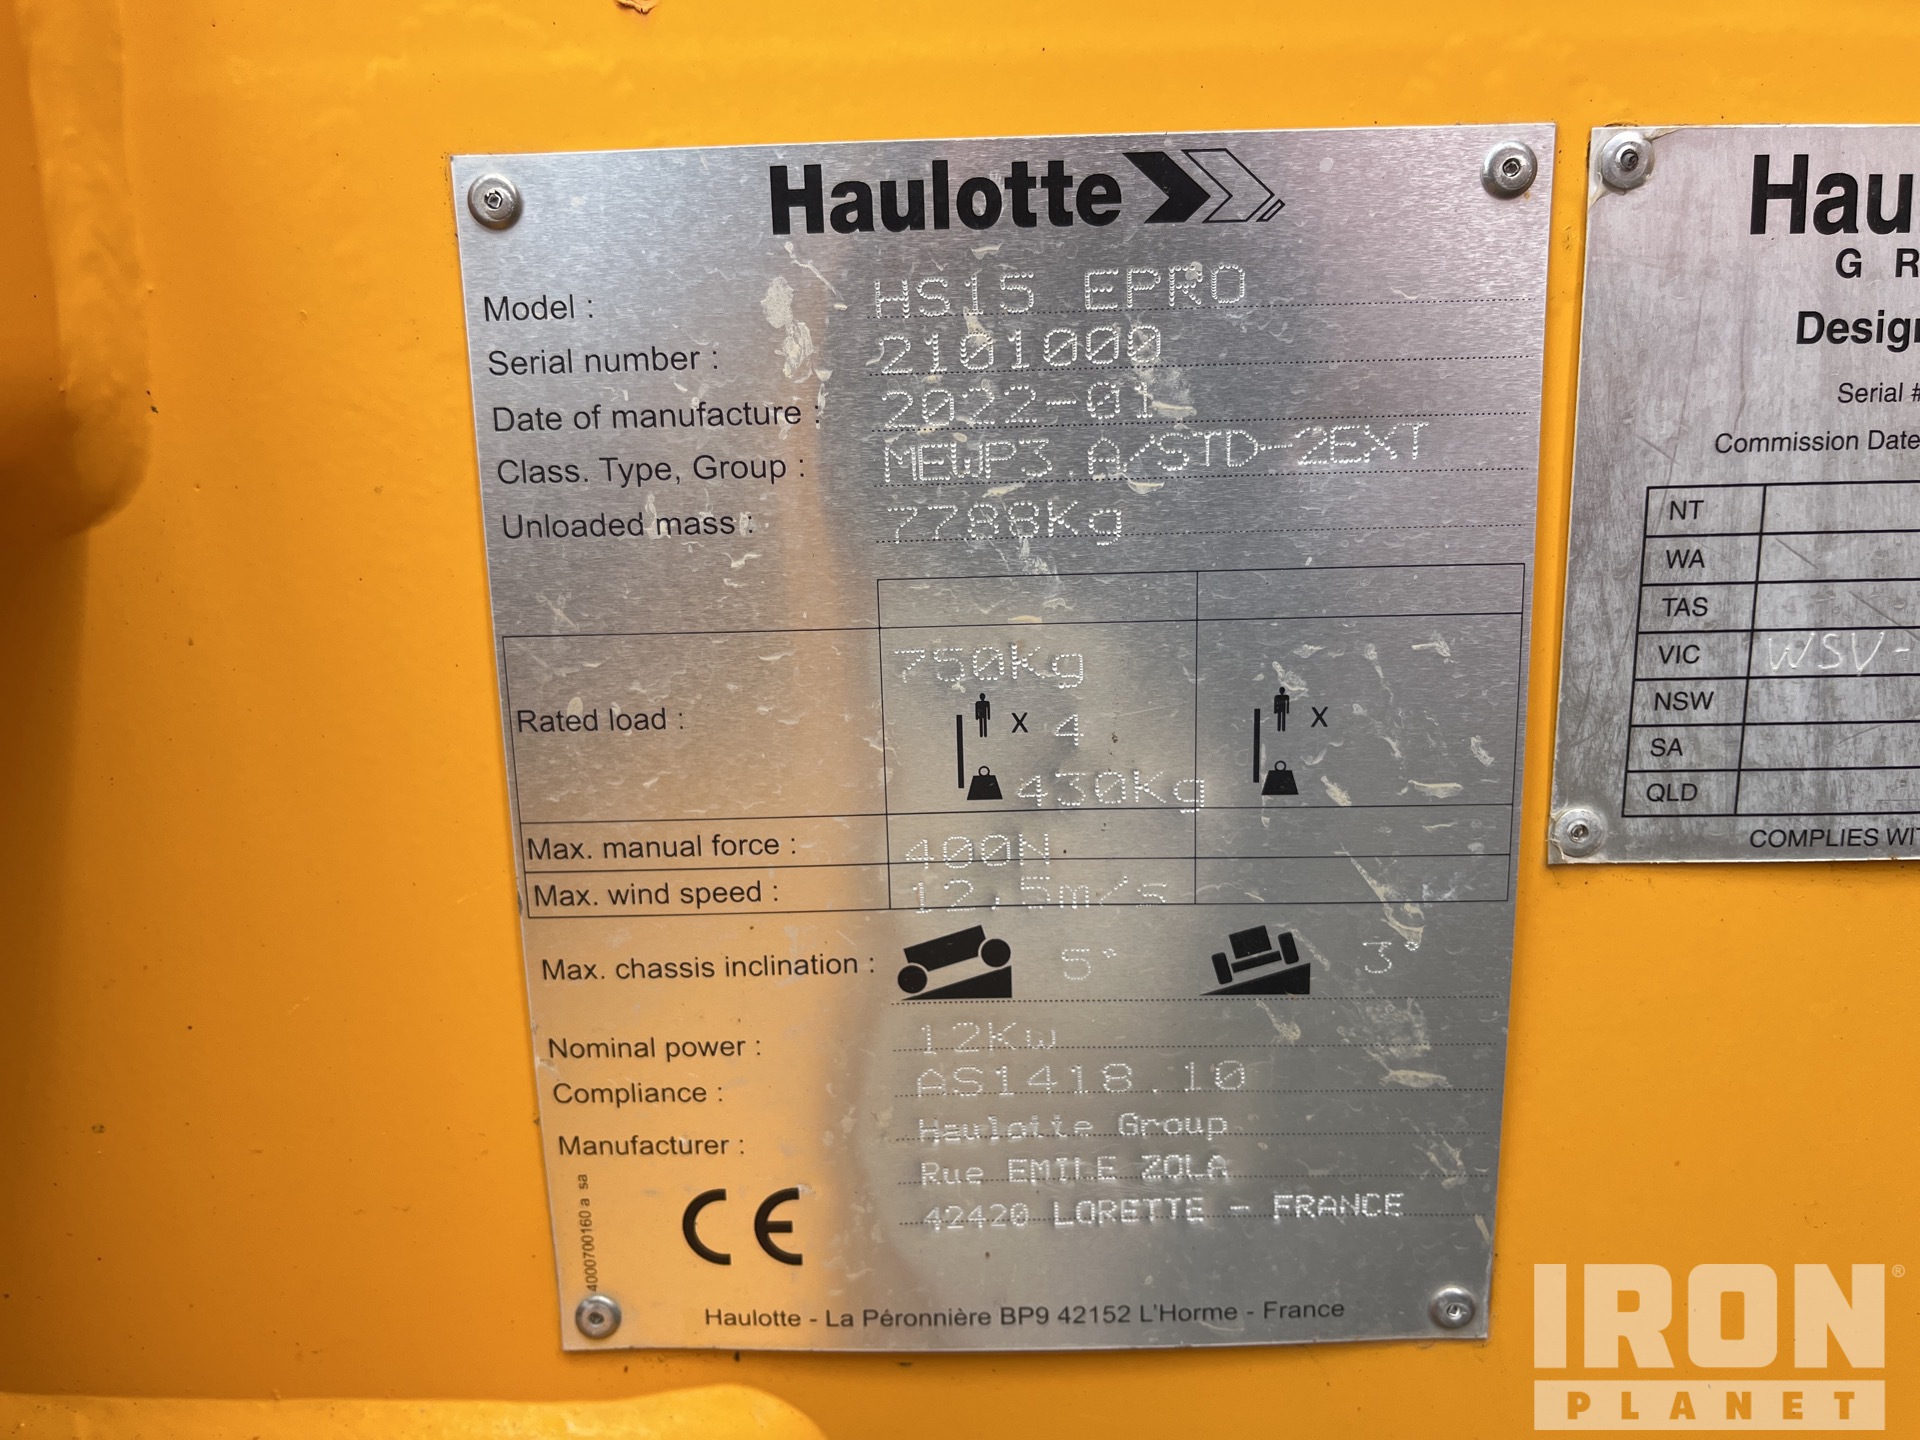 Haulotte
Model : HS15 EPRO
Serial number : 2101000
Date of manufacture : 2022-01
Class. Type, Group : MEWP3.A/STD-2EXT
Unloaded mass : 7788Kg
750Kg
Rated load : x 4 x
430Kg
Max. manual force : 400N
Max. wind speed : 12,5m/s
Max. chassis inclination : 5° 3°
Nominal power : 12Kw
Compliance : AS1418.10
Manufacturer : Haulotte Group
Rue EMILE ZOLA
42420 LORETTE - FRANCE
CE
4000700160 a sa
Haulotte - La Péronnière BP9 42152 L'Horme - France
Hau
G R
Design
Serial #
Commission Date
NT
WA
TAS
VIC WSV-
NSW
SA
QLD
COMPLIES WI
IRON®
PLANET